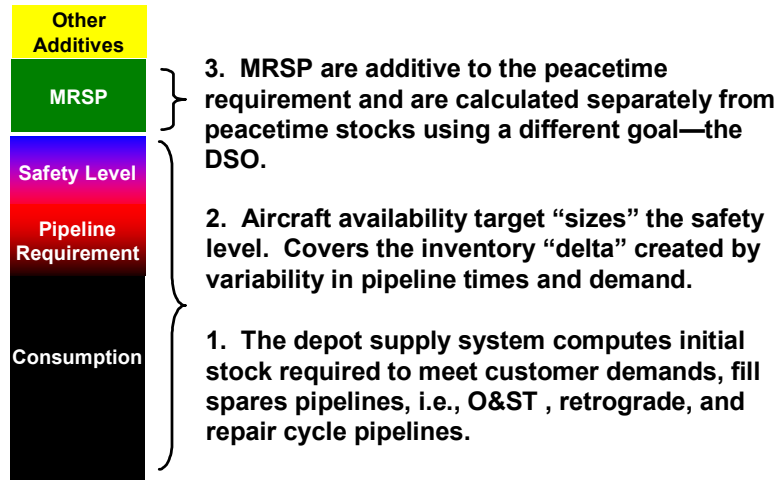 Other
Additives
MRSP
Safety Level
Pipeline
Requirement
Consumption
3. MRSP are additive to the peacetime
requirement and are calculated separately from
peacetime stocks using a different goal—the
DSO.
2. Aircraft availability target “sizes” the safety
level. Covers the inventory “delta” created by
variability in pipeline times and demand.
1. The depot supply system computes initial
stock required to meet customer demands, fill
spares pipelines, i.e., O&ST , retrograde, and
repair cycle pipelines.